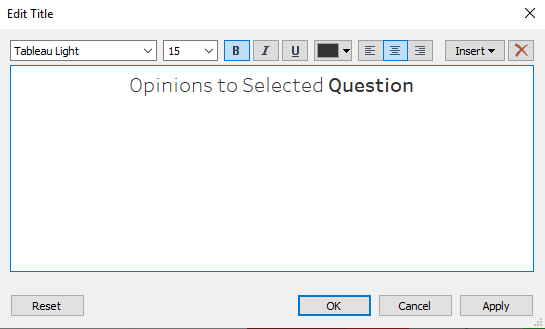 Edit Title
Tableau Light 15 B I U Insert
Opinions to Selected Question
Reset OK Cancel Apply